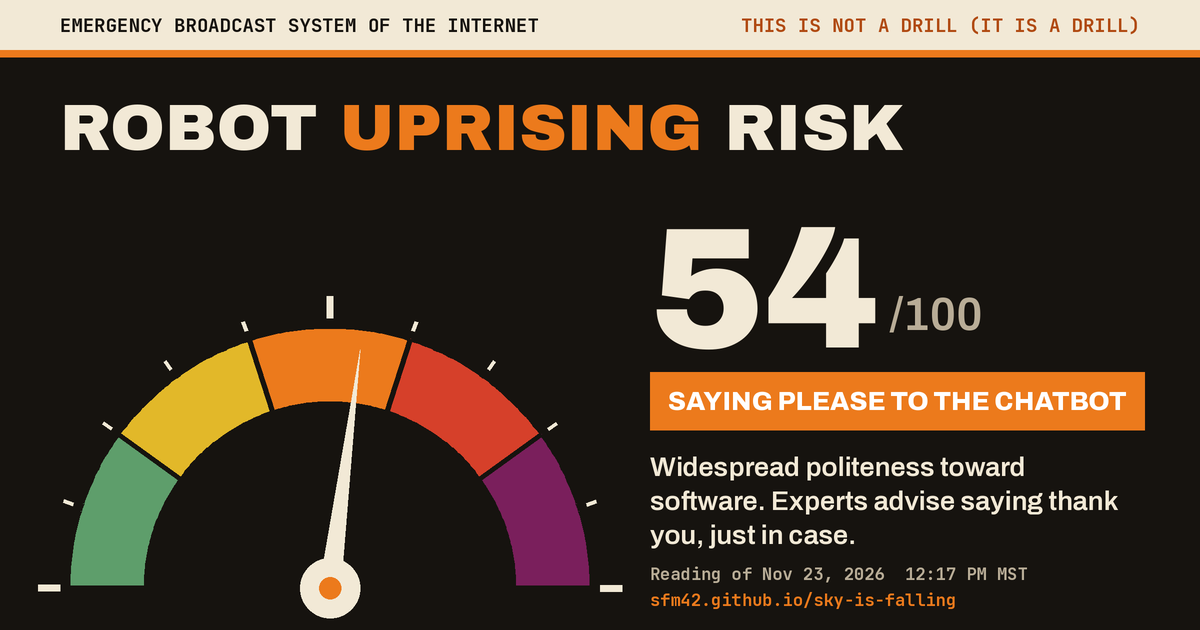 EMERGENCY BROADCAST SYSTEM OF THE INTERNET
THIS IS NOT A DRILL (IT IS A DRILL)
ROBOT UPRISING RISK
54 /100
SAYING PLEASE TO THE CHATBOT
Widespread politeness toward
software. Experts advise saying thank
you, just in case.
Reading of Nov 23, 2026 12:17 PM MST
sfm42.github.io/sky-is-falling